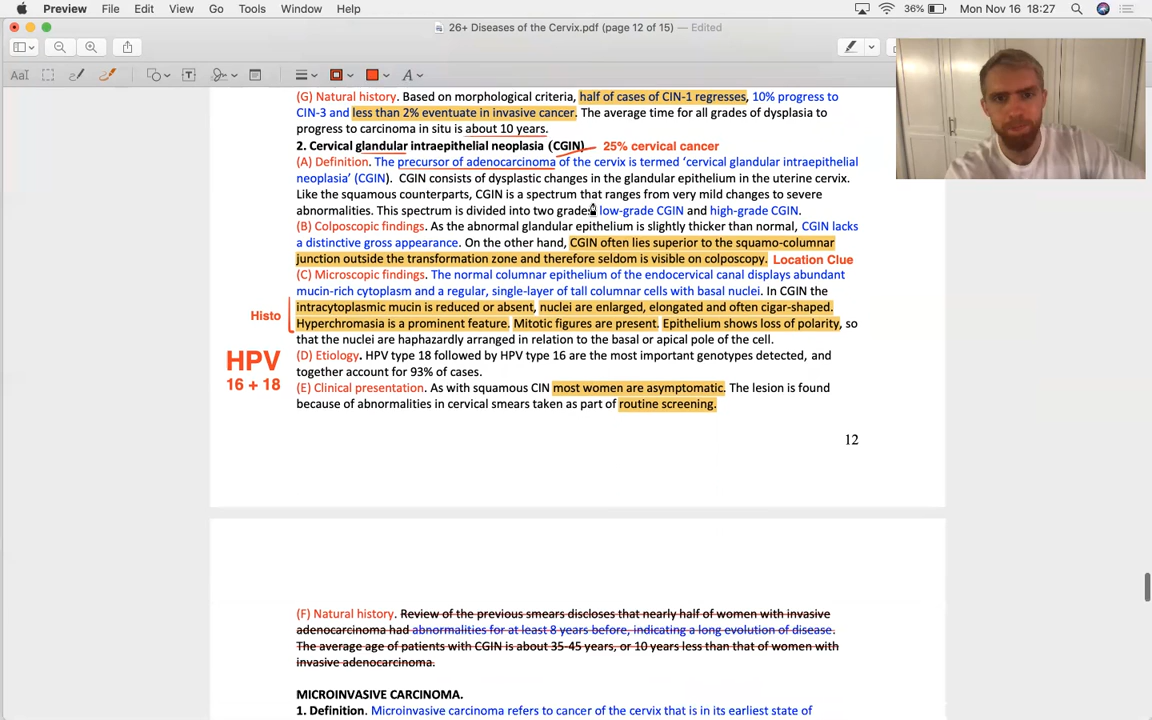 Preview File Edit View Go Tools Window Help 36% Mon Nov 16 18:27
26+ Diseases of the Cervix.pdf (page 12 of 15) — Edited
(G) Natural history. Based on morphological criteria, half of cases of CIN-1 regresses, 10% progress to
CIN-3 and less than 2% eventuate in invasive cancer. The average time for all grades of dysplasia to
progress to carcinoma in situ is about 10 years.
2. Cervical glandular intraepithelial neoplasia (CGIN) 25% cervical cancer
(A) Definition. The precursor of adenocarcinoma of the cervix is termed ‘cervical glandular intraepithelial
neoplasia’ (CGIN). CGIN consists of dysplastic changes in the glandular epithelium in the uterine cervix.
Like the squamous counterparts, CGIN is a spectrum that ranges from very mild changes to severe
abnormalities. This spectrum is divided into two grades low-grade CGIN and high-grade CGIN.
(B) Colposcopic findings. As the abnormal glandular epithelium is slightly thicker than normal, CGIN lacks
a distinctive gross appearance. On the other hand, CGIN often lies superior to the squamo-columnar
junction outside the transformation zone and therefore seldom is visible on colposcopy. Location Clue
(C) Microscopic findings. The normal columnar epithelium of the endocervical canal displays abundant
mucin-rich cytoplasm and a regular, single-layer of tall columnar cells with basal nuclei. In CGIN the
intracytoplasmic mucin is reduced or absent, nuclei are enlarged, elongated and often cigar-shaped.
Histo
Hyperchromasia is a prominent feature. Mitotic figures are present. Epithelium shows loss of polarity, so
that the nuclei are haphazardly arranged in relation to the basal or apical pole of the cell.
HPV
16 + 18
(D) Etiology. HPV type 18 followed by HPV type 16 are the most important genotypes detected, and
together account for 93% of cases.
(E) Clinical presentation. As with squamous CIN most women are asymptomatic. The lesion is found
because of abnormalities in cervical smears taken as part of routine screening.
12
(F) Natural history. Review of the previous smears discloses that nearly half of women with invasive
adenocarcinoma had abnormalities for at least 8 years before, indicating a long evolution of disease.
The average age of patients with CGIN is about 35-45 years, or 10 years less than that of women with
invasive adenocarcinoma.
MICROINVASIVE CARCINOMA.
1. Definition. Microinvasive carcinoma refers to cancer of the cervix that is in its earliest state of